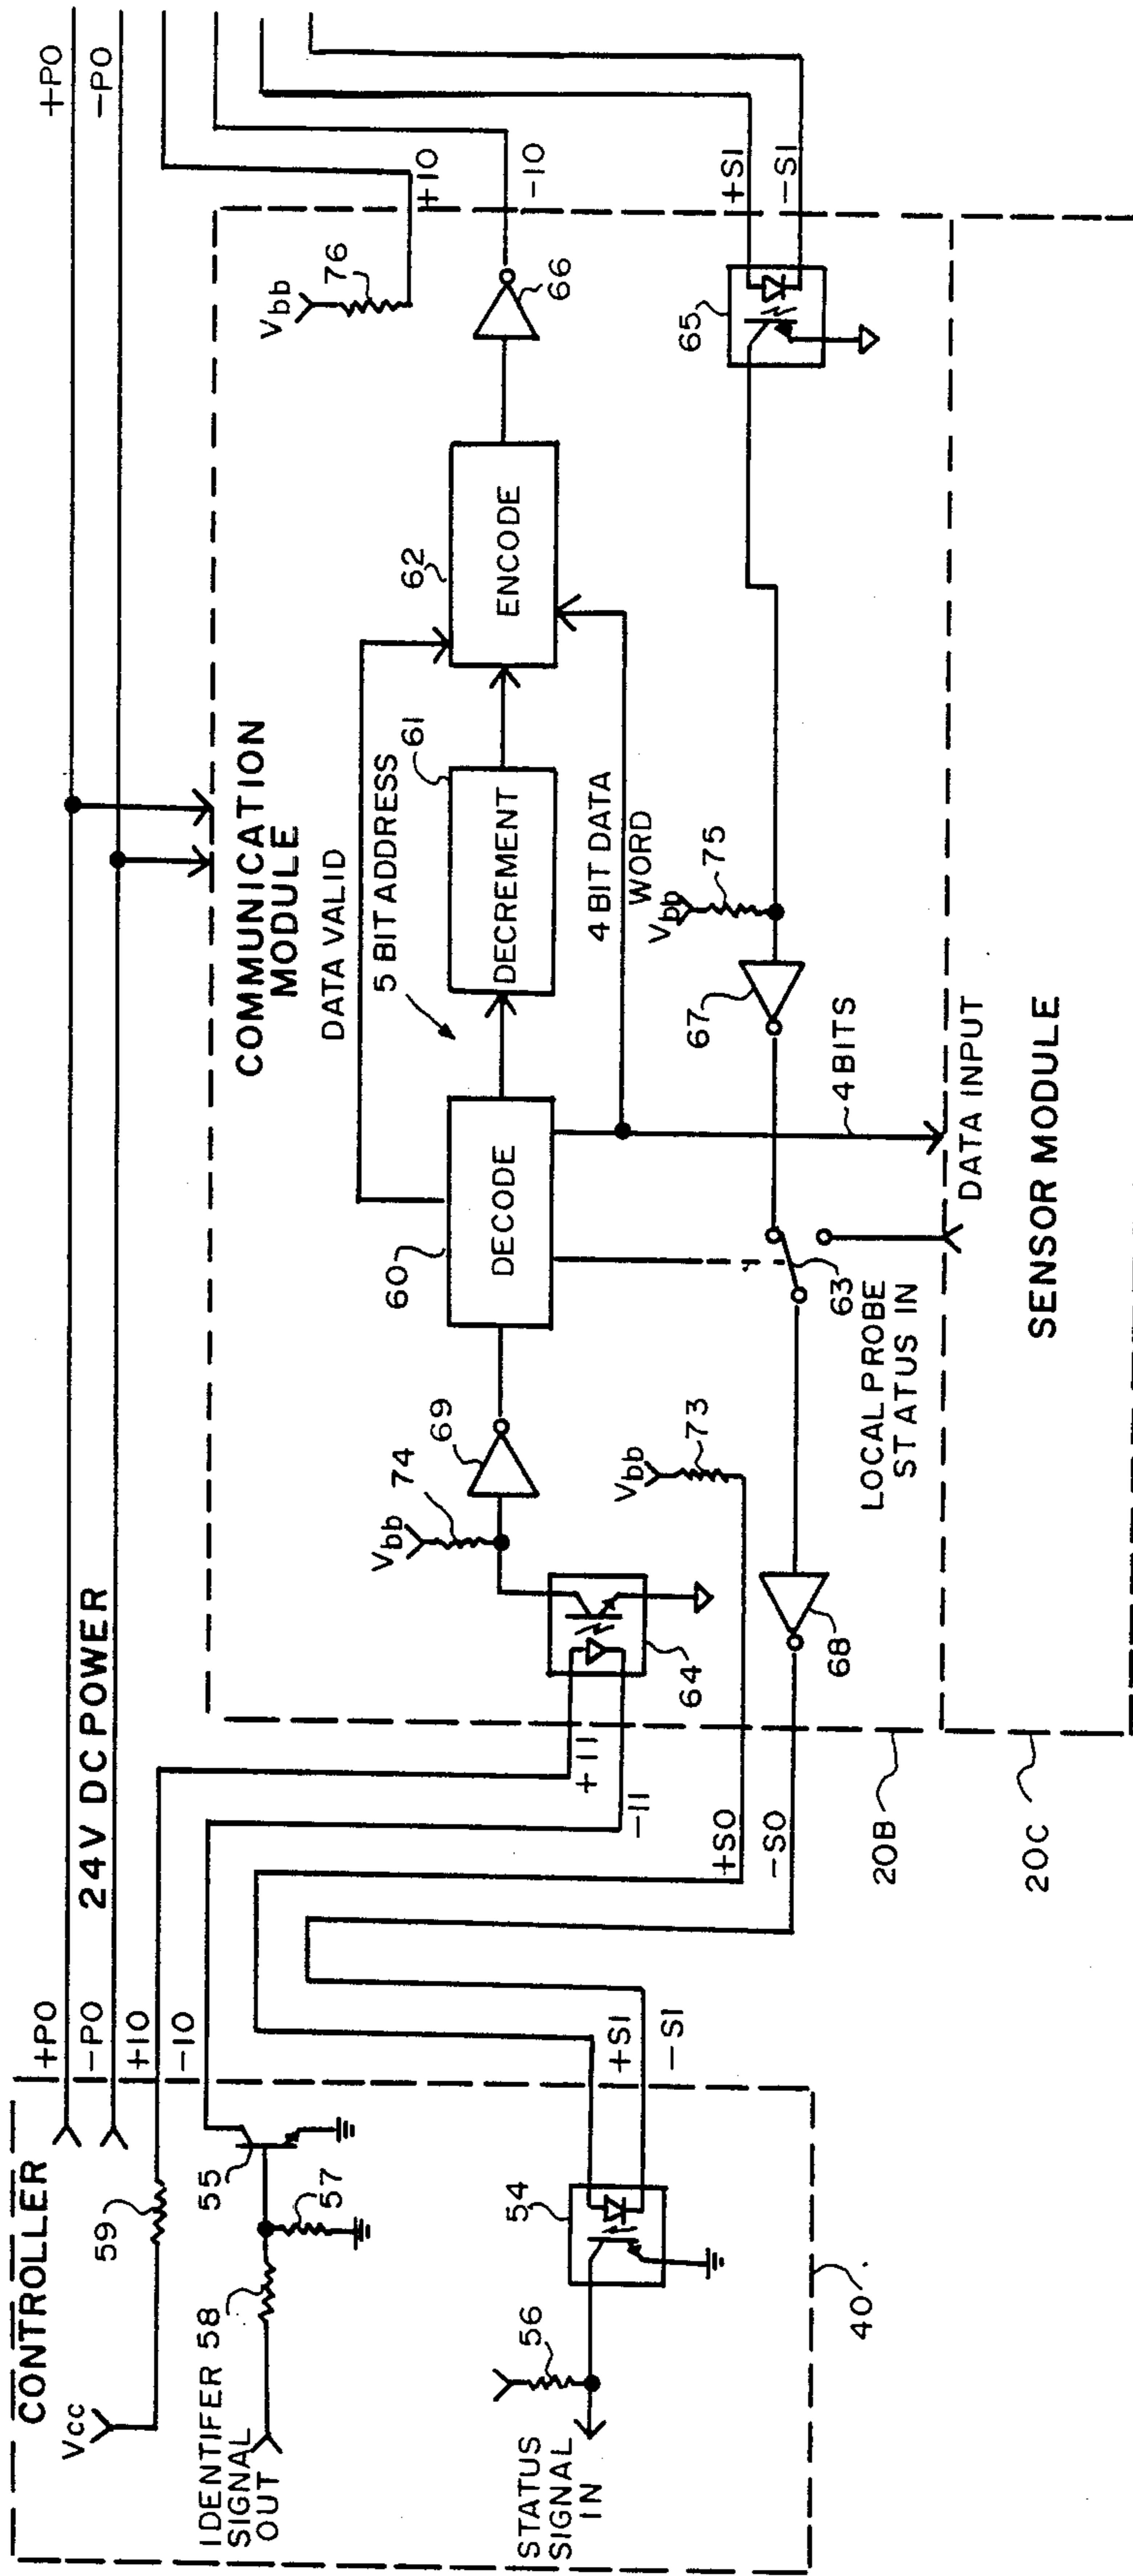 CONTROLLER
Vcc
59
+PO
-PO
+IO
-IO
24V DC POWER
+PO
-PO
IDENTIFER
SIGNAL
OUT
58
55
57
STATUS
SIGNAL
IN
56
54
+SI
-SI
40
+II
-II
+SO
-SO
20B
20C
COMMUNICATION
MODULE
DATA VALID
5 BIT ADDRESS
Vbb
74
69
64
60
DECODE
61
DECREMENT
62
ENCODE
4 BIT DATA
WORD
66
Vbb
76
+IO
-IO
Vbb
73
68
63
LOCAL PROBE
STATUS IN
67
Vbb
75
4 BITS
65
+SI
-SI
DATA INPUT
SENSOR MODULE